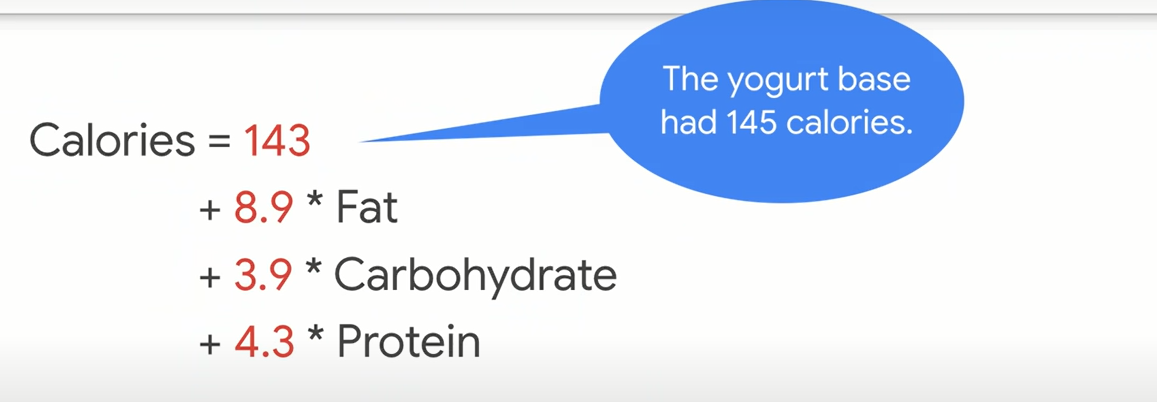 The yogurt base
had 145 calories.
Calories = 143
+ 8.9 * Fat
+ 3.9 * Carbohydrate
+ 4.3 * Protein